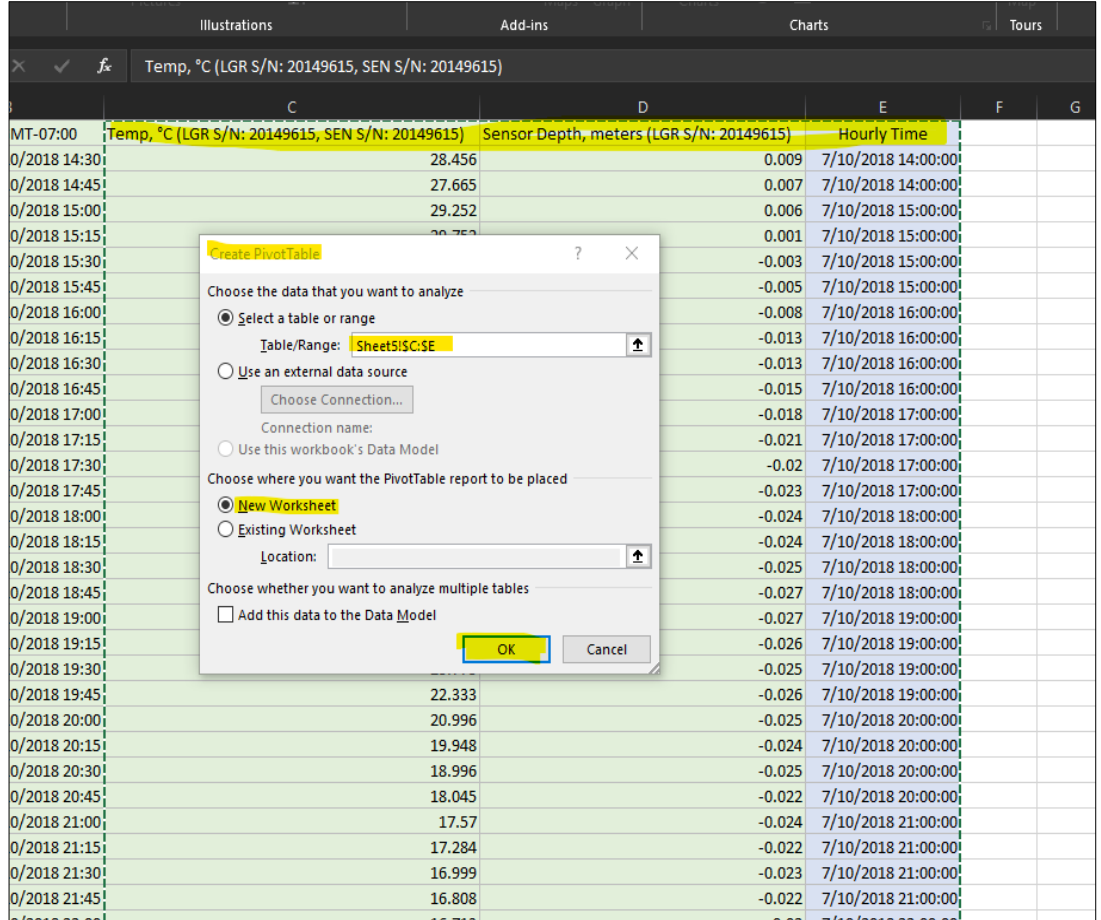 Illustrations Add-ins Charts Tours
fx Temp, °C (LGR S/N: 20149615, SEN S/N: 20149615)
C D E F G
MT-07:00 Temp, °C (LGR S/N: 20149615, SEN S/N: 20149615) Sensor Depth, meters (LGR S/N: 20149615) Hourly Time
0/2018 14:30 28.456 0.009 7/10/2018 14:00:00
0/2018 14:45 27.665 0.007 7/10/2018 14:00:00
0/2018 15:00 29.252 0.006 7/10/2018 15:00:00
0/2018 15:15 0.001 7/10/2018 15:00:00
0/2018 15:30 -0.003 7/10/2018 15:00:00
0/2018 15:45 -0.005 7/10/2018 15:00:00
0/2018 16:00 -0.008 7/10/2018 16:00:00
0/2018 16:15 -0.013 7/10/2018 16:00:00
0/2018 16:30 -0.013 7/10/2018 16:00:00
0/2018 16:45 -0.015 7/10/2018 16:00:00
0/2018 17:00 -0.018 7/10/2018 17:00:00
0/2018 17:15 -0.021 7/10/2018 17:00:00
0/2018 17:30 -0.02 7/10/2018 17:00:00
0/2018 17:45 -0.023 7/10/2018 17:00:00
0/2018 18:00 -0.024 7/10/2018 18:00:00
0/2018 18:15 -0.024 7/10/2018 18:00:00
0/2018 18:30 -0.025 7/10/2018 18:00:00
0/2018 18:45 -0.027 7/10/2018 18:00:00
0/2018 19:00 -0.027 7/10/2018 19:00:00
0/2018 19:15 -0.026 7/10/2018 19:00:00
0/2018 19:30 -0.025 7/10/2018 19:00:00
0/2018 19:45 22.333 -0.026 7/10/2018 19:00:00
0/2018 20:00 20.996 -0.025 7/10/2018 20:00:00
0/2018 20:15 19.948 -0.024 7/10/2018 20:00:00
0/2018 20:30 18.996 -0.025 7/10/2018 20:00:00
0/2018 20:45 18.045 -0.022 7/10/2018 20:00:00
0/2018 21:00 17.57 -0.024 7/10/2018 21:00:00
0/2018 21:15 17.284 -0.022 7/10/2018 21:00:00
0/2018 21:30 16.999 -0.023 7/10/2018 21:00:00
0/2018 21:45 16.808 -0.022 7/10/2018 21:00:00
Create PivotTable ?
Choose the data that you want to analyze
Select a table or range
Table/Range: Sheet5!$C:$E
Use an external data source
Choose Connection...
Connection name:
Use this workbook's Data Model
Choose where you want the PivotTable report to be placed
New Worksheet
Existing Worksheet
Location:
Choose whether you want to analyze multiple tables
Add this data to the Data Model
OK Cancel